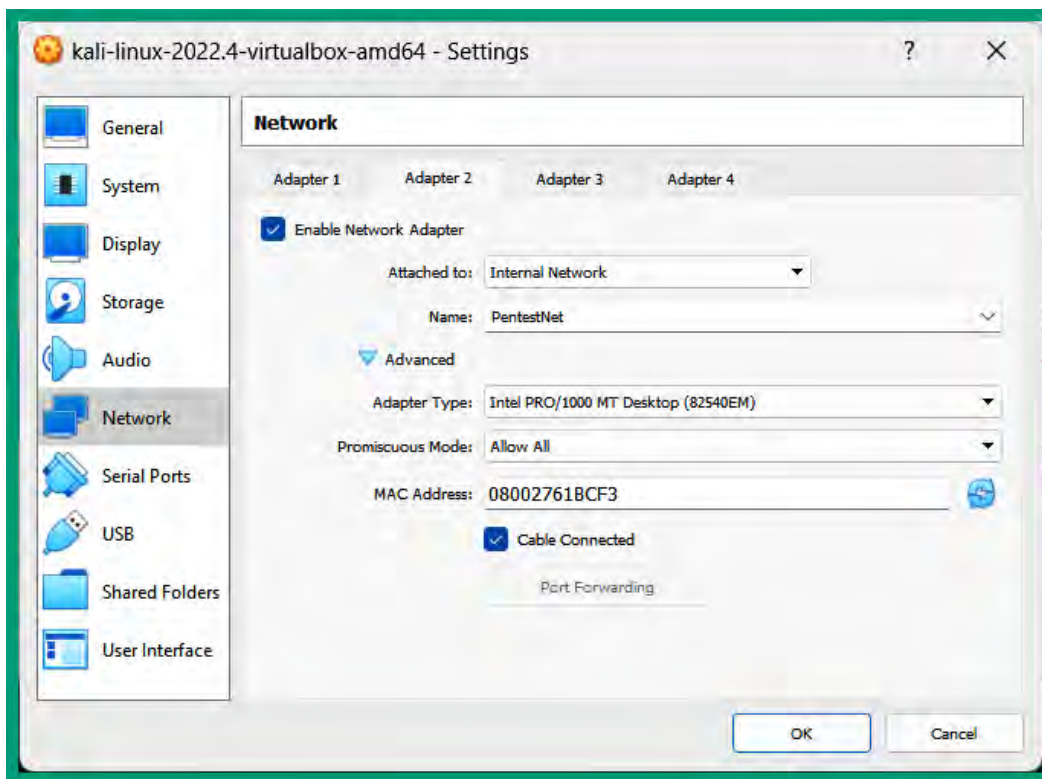 kali-linux-2022.4-virtualbox-amd64 - Settings ?
General
System
Display
Storage
Audio
Network
Serial Ports
USB
Shared Folders
User Interface
Network
Adapter 1 Adapter 2 Adapter 3 Adapter 4
Enable Network Adapter
Attached to: Internal Network
Name: PentestNet
Advanced
Adapter Type: Intel PRO/1000 MT Desktop (82540EM)
Promiscuous Mode: Allow All
MAC Address: 08002761BCF3
Cable Connected
Port Forwarding
OK Cancel